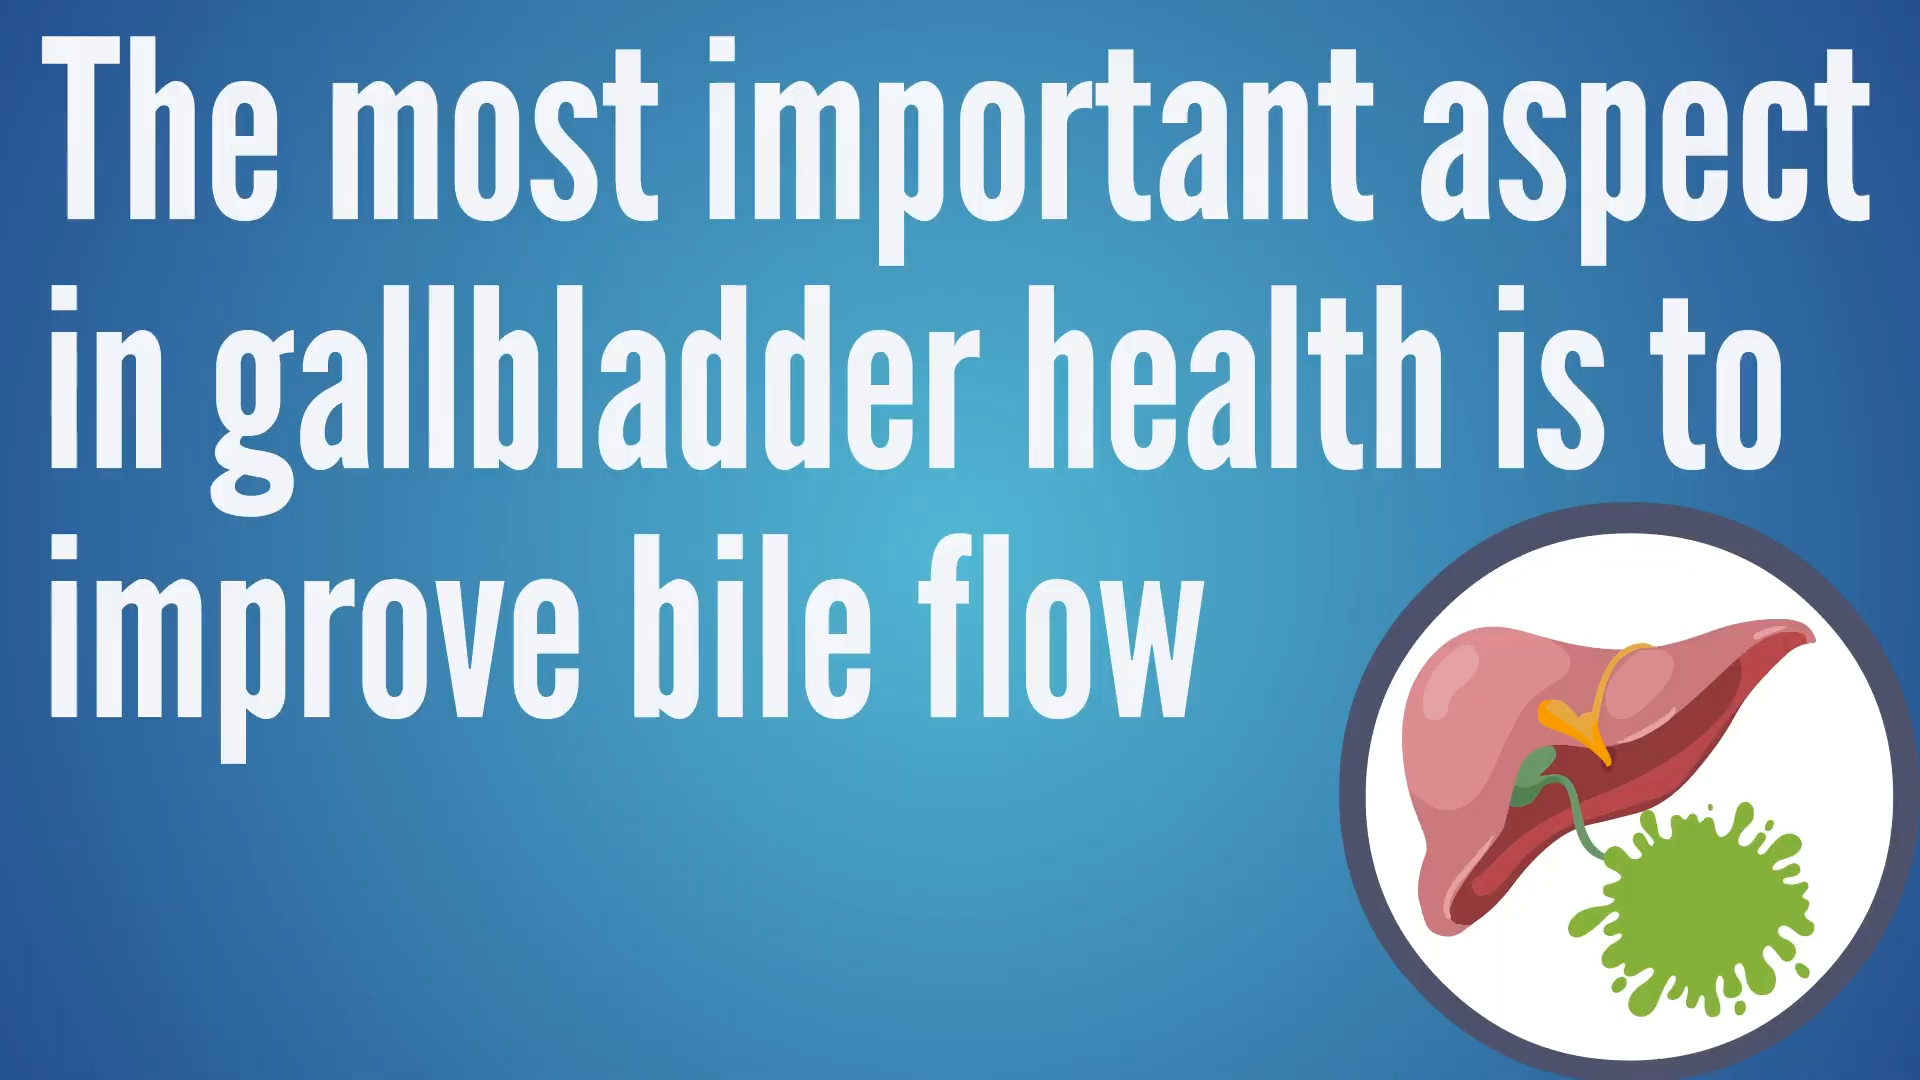 The most important aspect
in gallbladder health is to
improve bile flow